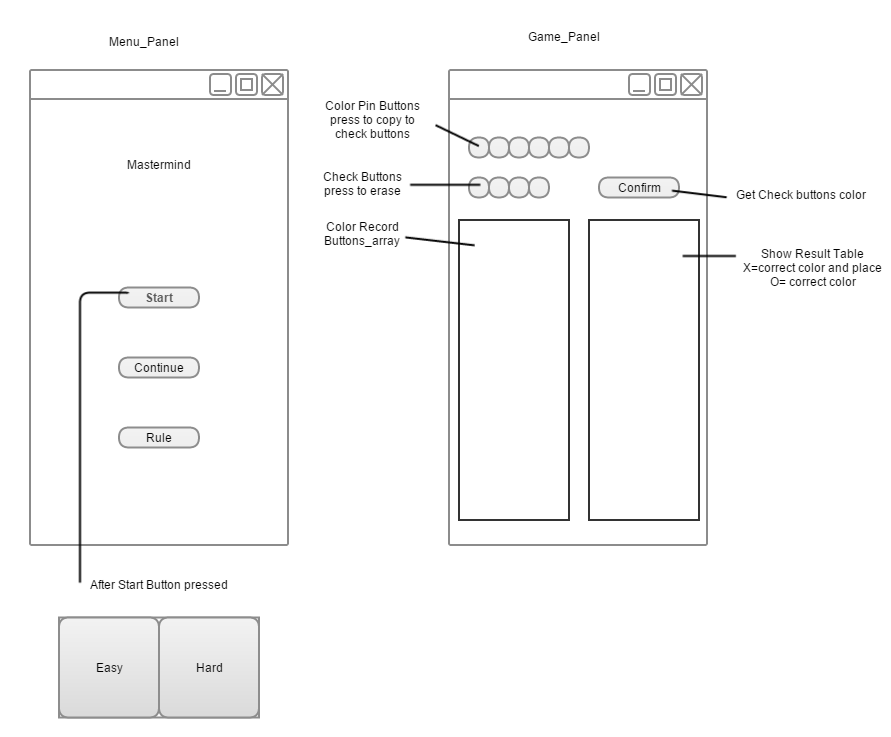 Menu_Panel
Mastermind
Start
Continue
Rule
After Start Button pressed
Easy
Hard
Game_Panel
Color Pin Buttons
press to copy to
check buttons
Check Buttons
press to erase
Confirm
Get Check buttons color
Color Record
Buttons_array
Show Result Table
X=correct color and place
O= correct color